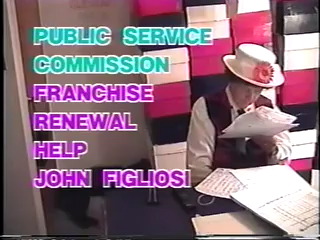 PUBLIC SERVICE
COMMISSION
FRANCHISE
RENEWAL
HELP
JOHN FIGLIOSI